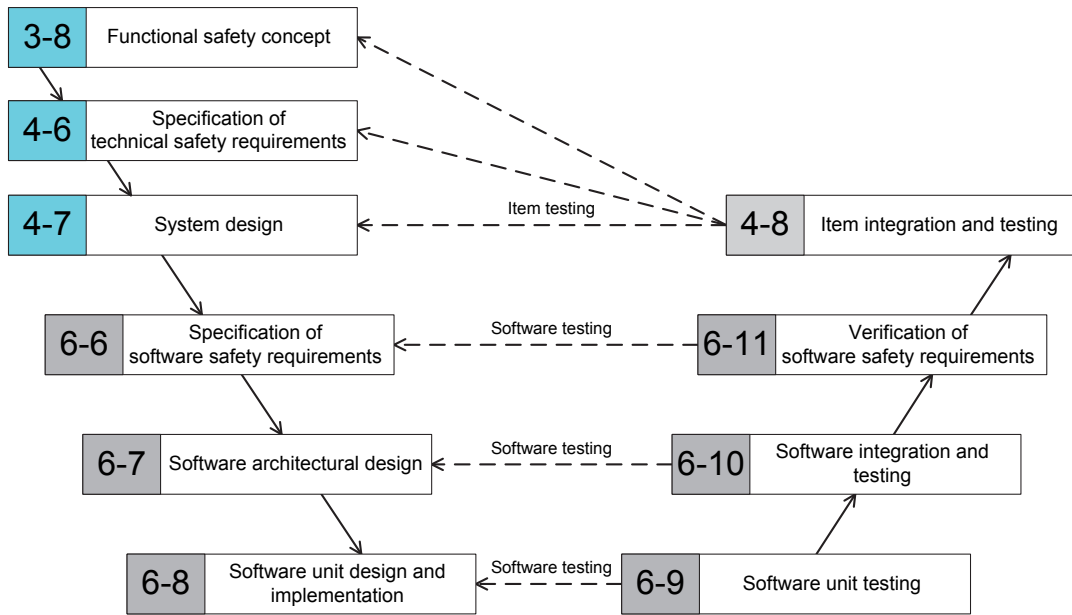 3-8
Functional safety concept
4-6
Specification of
technical safety requirements
4-7
System design
Item testing
4-8
Item integration and testing
6-6
Specification of
software safety requirements
Software testing
6-11
Verification of
software safety requirements
6-7
Software architectural design
Software testing
6-10
Software integration and
testing
6-8
Software unit design and
implementation
Software testing
6-9
Software unit testing